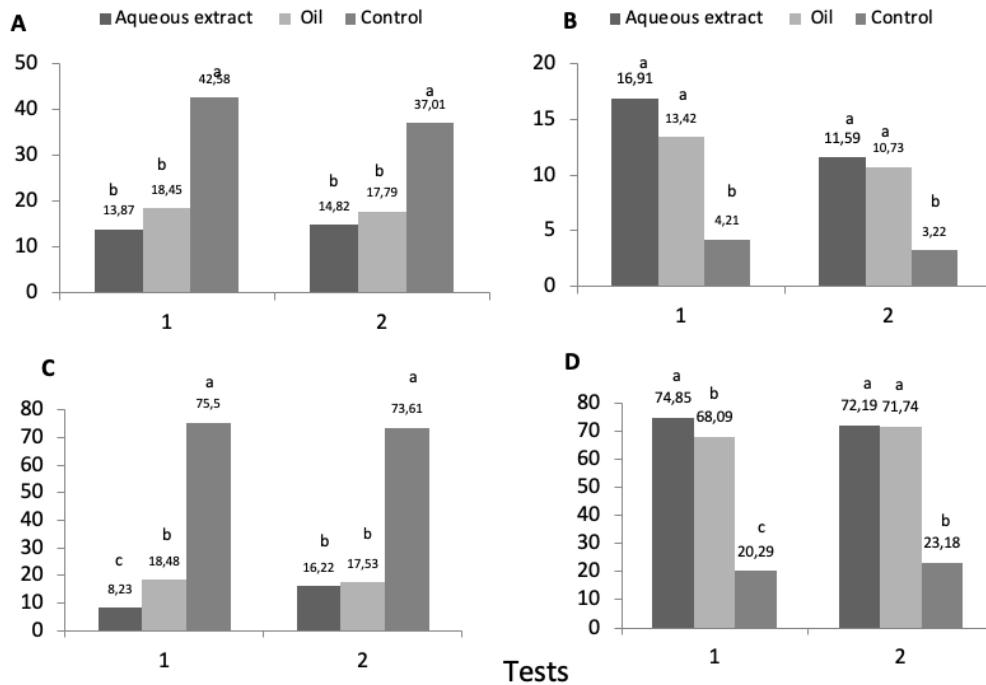 A
Aqueous extract Oil Control
50
40
30
20
10
0
b
13,87
b
18,45
a
42,58
b
14,82
b
17,79
a
37,01
1 2
B
Aqueous extract Oil Control
20
15
10
5
0
a
16,91
a
13,42
b
4,21
a
11,59
a
10,73
b
3,22
1 2
C
80
70
60
50
40
30
20
10
0
c
8,23
b
18,48
a
75,5
b
16,22
b
17,53
a
73,61
1 2
D
80
70
60
50
40
30
20
10
0
a
74,85
b
68,09
c
20,29
a
72,19
a
71,74
b
23,18
1 2
Tests